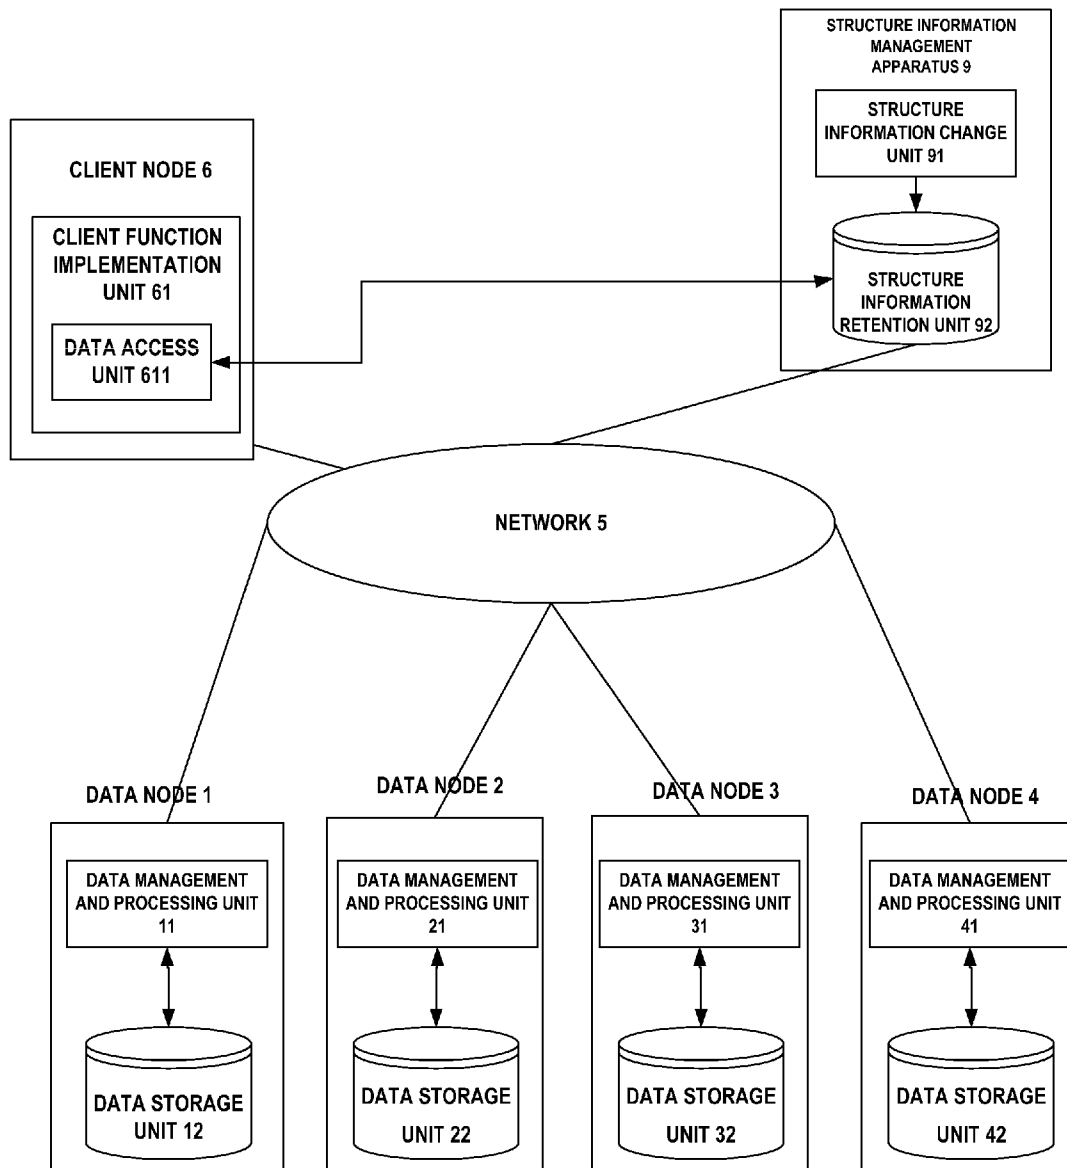 STRUCTURE INFORMATION
MANAGEMENT
APPARATUS 9
STRUCTURE
INFORMATION CHANGE
UNIT 91
STRUCTURE
INFORMATION
RETENTION UNIT 92
CLIENT NODE 6
CLIENT FUNCTION
IMPLEMENTATION
UNIT 61
DATA ACCESS
UNIT 611
NETWORK 5
DATA NODE 1
DATA MANAGEMENT
AND PROCESSING UNIT
11
DATA STORAGE
UNIT 12
DATA NODE 2
DATA MANAGEMENT
AND PROCESSING UNIT
21
DATA STORAGE
UNIT 22
DATA NODE 3
DATA MANAGEMENT
AND PROCESSING UNIT
31
DATA STORAGE
UNIT 32
DATA NODE 4
DATA MANAGEMENT
AND PROCESSING UNIT
41
DATA STORAGE
UNIT 42